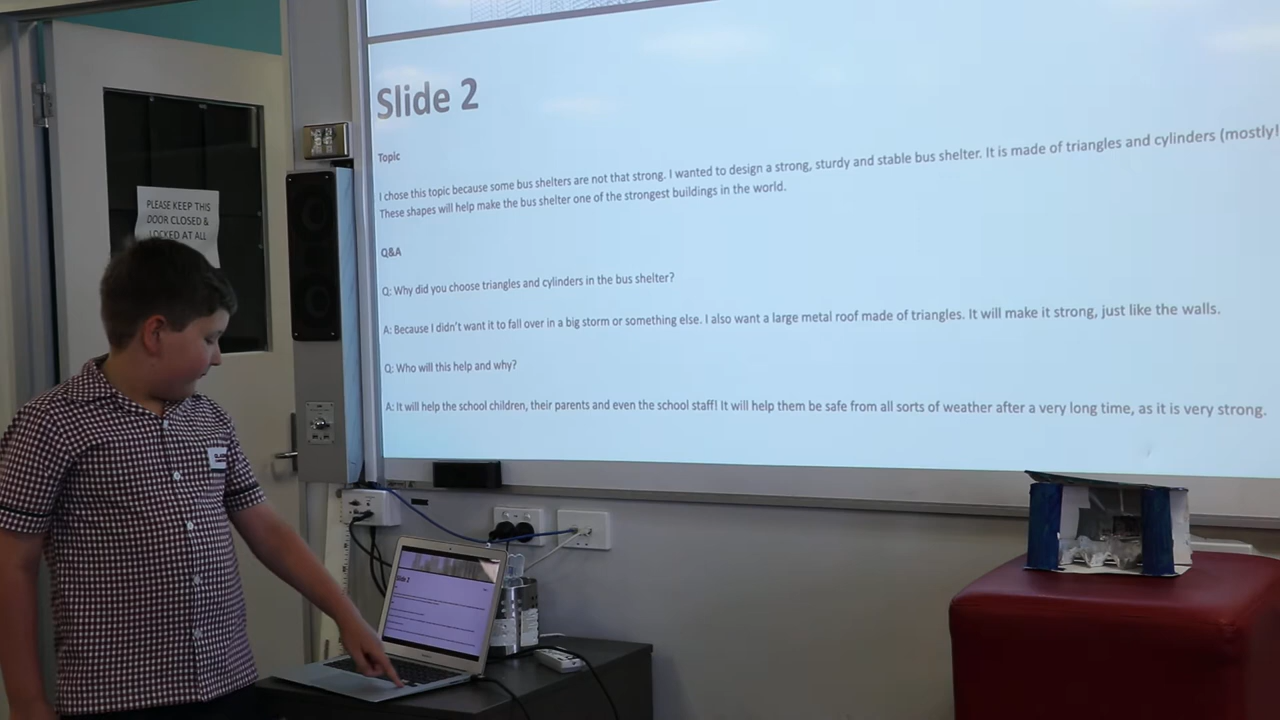 Slide 2
Topic
I chose this topic because some bus shelters are not that strong. I wanted to design a strong, sturdy and stable bus shelter. It is made of triangles and cylinders (mostly!
These shapes will help make the bus shelter one of the strongest buildings in the world.
Q&A
Q: Why did you choose triangles and cylinders in the bus shelter?
A: Because I didn't want it to fall over in a big storm or something else. I also want a large metal roof made of triangles. It will make it strong, just like the walls.
Q: Who will this help and why?
A: It will help the school children, their parents and even the school staff! It will help them be safe from all sorts of weather after a very long time, as it is very strong.
PLEASE KEEP THIS
DOOR CLOSED &
LOCKED AT ALL
Slide 2